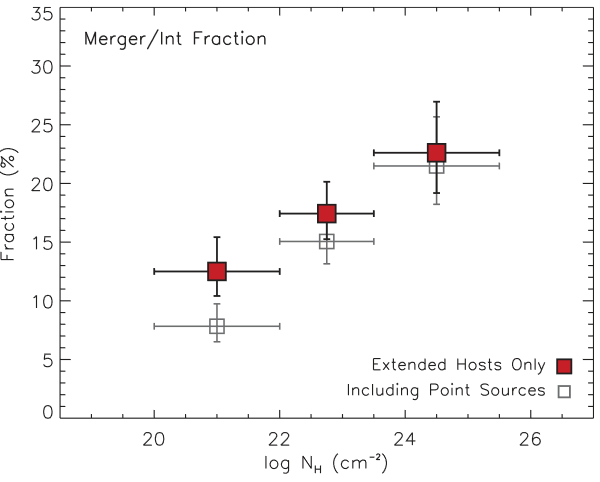 Merger/Int Fraction
35
30
25
20
15
10
5
0
Fraction (%)
Extended Hosts Only
Including Point Sources
20 22 24 26
log N_H (cm⁻²)